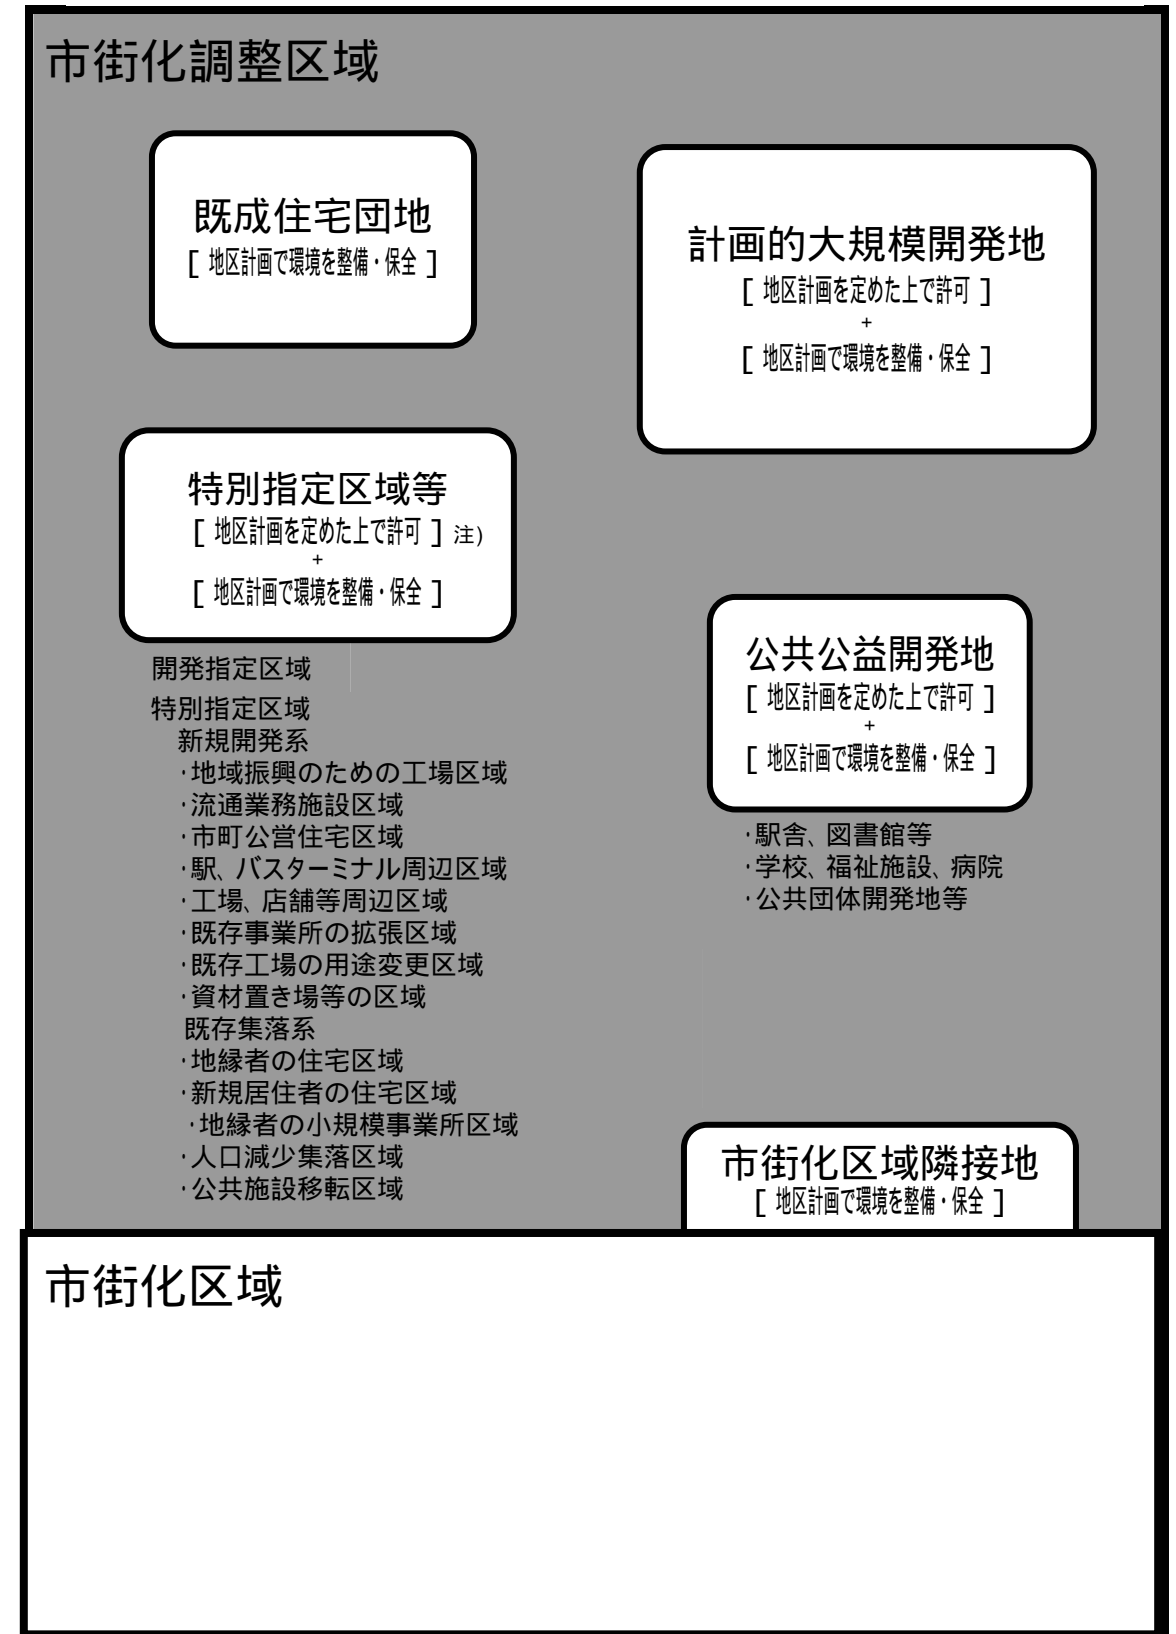 市街化調整区域
既成住宅団地
[ 地区計画で環境を整備・保全 ]
計画的大規模開発地
[ 地区計画を定めた上で許可 ]
+
[ 地区計画で環境を整備・保全 ]
特別指定区域等
[ 地区計画を定めた上で許可 ] 注)
+
[ 地区計画で環境を整備・保全 ]
開発指定区域
特別指定区域
新規開発系
・地域振興のための工場区域
・流通業務施設区域
・市町公営住宅区域
・駅、バスターミナル周辺区域
・工場、店舗等周辺区域
・既存事業所の拡張区域
・既存工場の用途変更区域
・資材置き場等の区域
既存集落系
・地縁者の住宅区域
・新規居住者の住宅区域
・地縁者の小規模事業所区域
・人口減少集落区域
・公共施設移転区域
公共公益開発地
[ 地区計画を定めた上で許可 ]
+
[ 地区計画で環境を整備・保全 ]
・駅舎、図書館等
・学校、福祉施設、病院
・公共団体開発地等
市街化区域隣接地
[ 地区計画で環境を整備・保全 ]
市街化区域